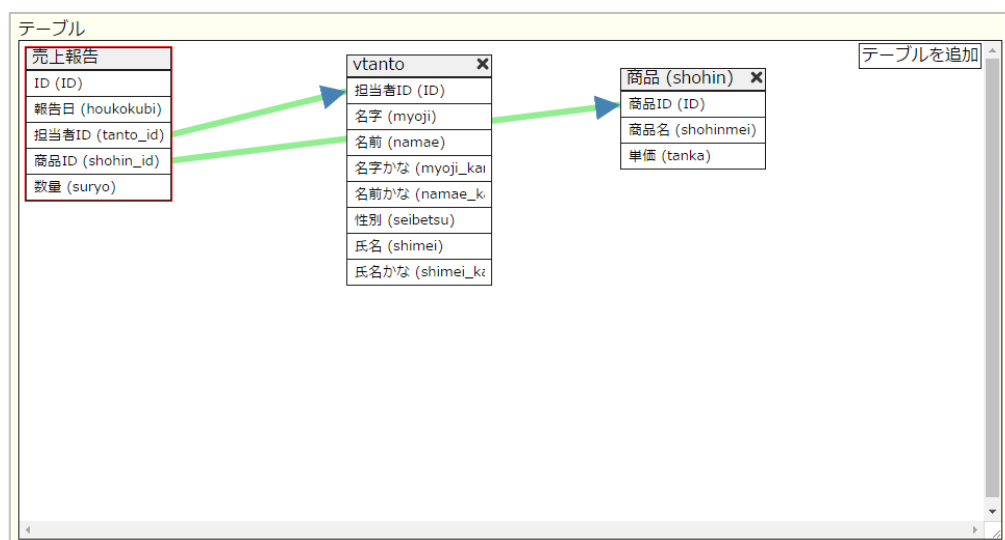 テーブル
テーブルを追加
売上報告
ID (ID)
報告日 (houkokubi)
担当者ID (tanto_id)
商品ID (shohin_id)
数量 (suryo)
vtanto
担当者ID (ID)
名字 (myoji)
名前 (namae)
名字かな (myoji_kan
名前かな (namae_k
性別 (seibetsu)
氏名 (shimei)
氏名かな (shimei_ka
商品 (shohin)
商品ID (ID)
商品名 (shohinmei)
単価 (tanka)